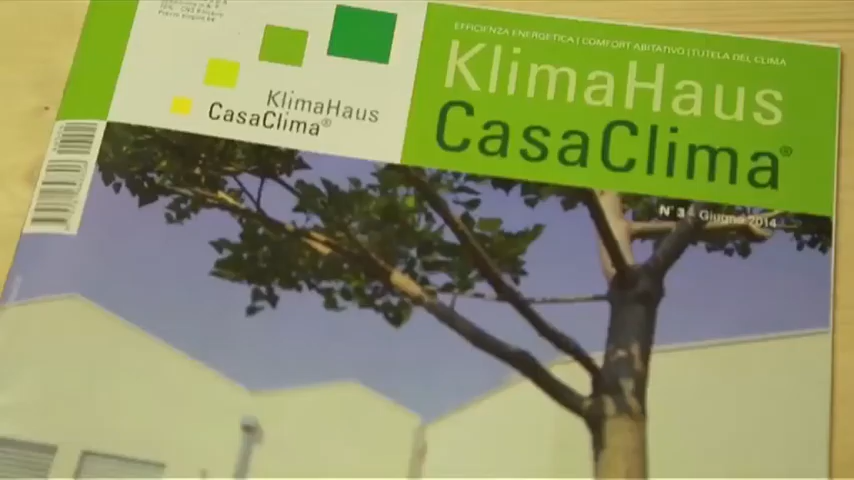 EFFICIENZA ENERGETICA | COMFORT ABITATIVO | TUTELA DEL CLIMA
KlimaHaus
CasaClima®
KlimaHaus
CasaClima®
N° 3 - Giugno 2014